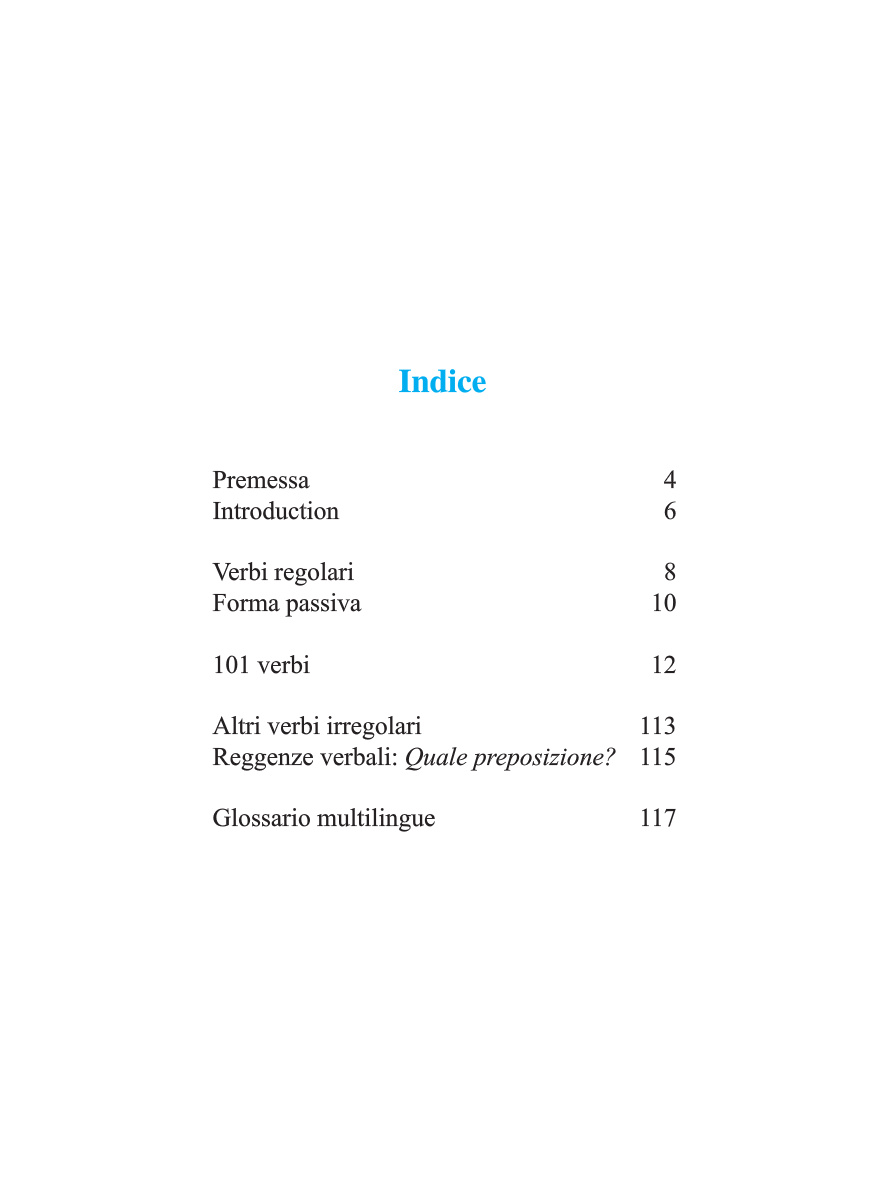 Indice
Premessa 4
Introduction 6
Verbi regolari 8
Forma passiva 10
101 verbi 12
Altri verbi irregolari 113
Reggenze verbali: Quale preposizione? 115
Glossario multilingue 117